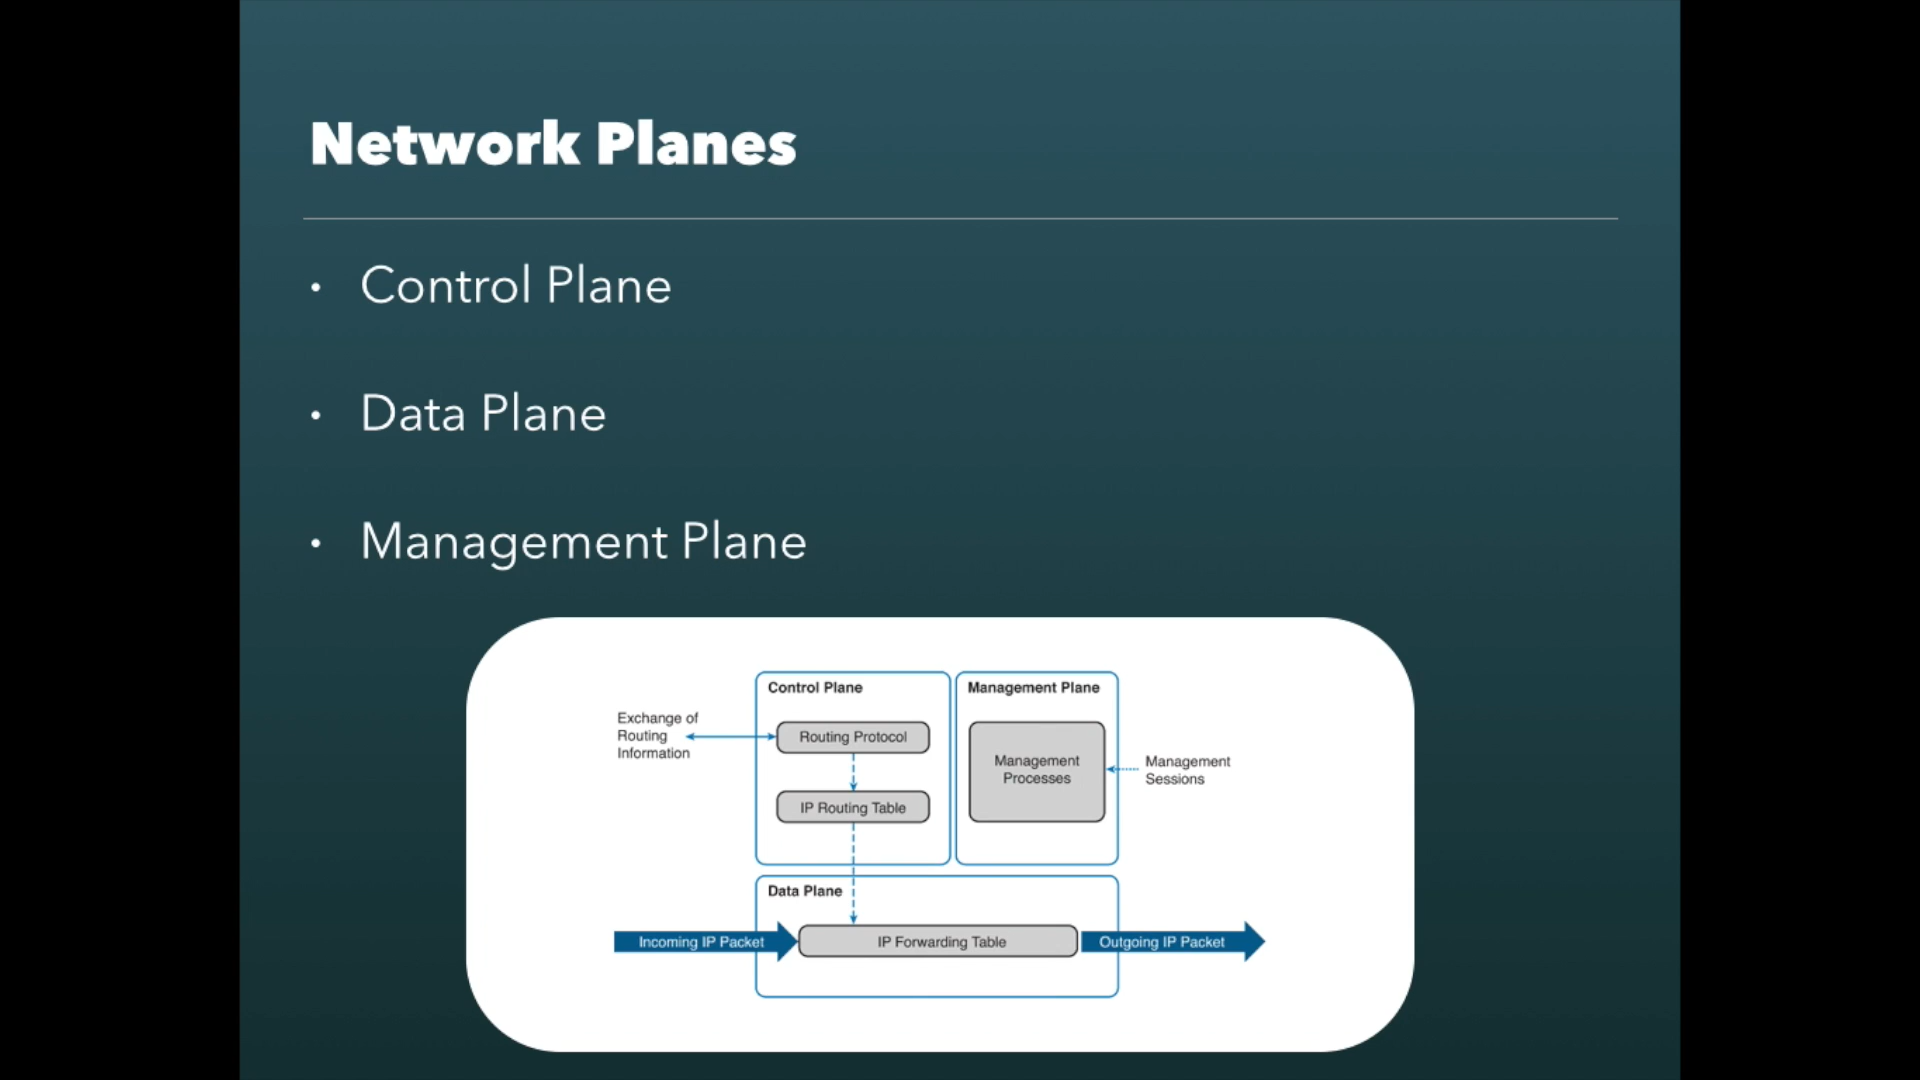 Network Planes
• Control Plane
• Data Plane
• Management Plane
Control Plane
Management Plane
Exchange of
Routing
Information
Routing Protocol
IP Routing Table
Management
Processes
Management
Sessions
Data Plane
Incoming IP Packet
IP Forwarding Table
Outgoing IP Packet